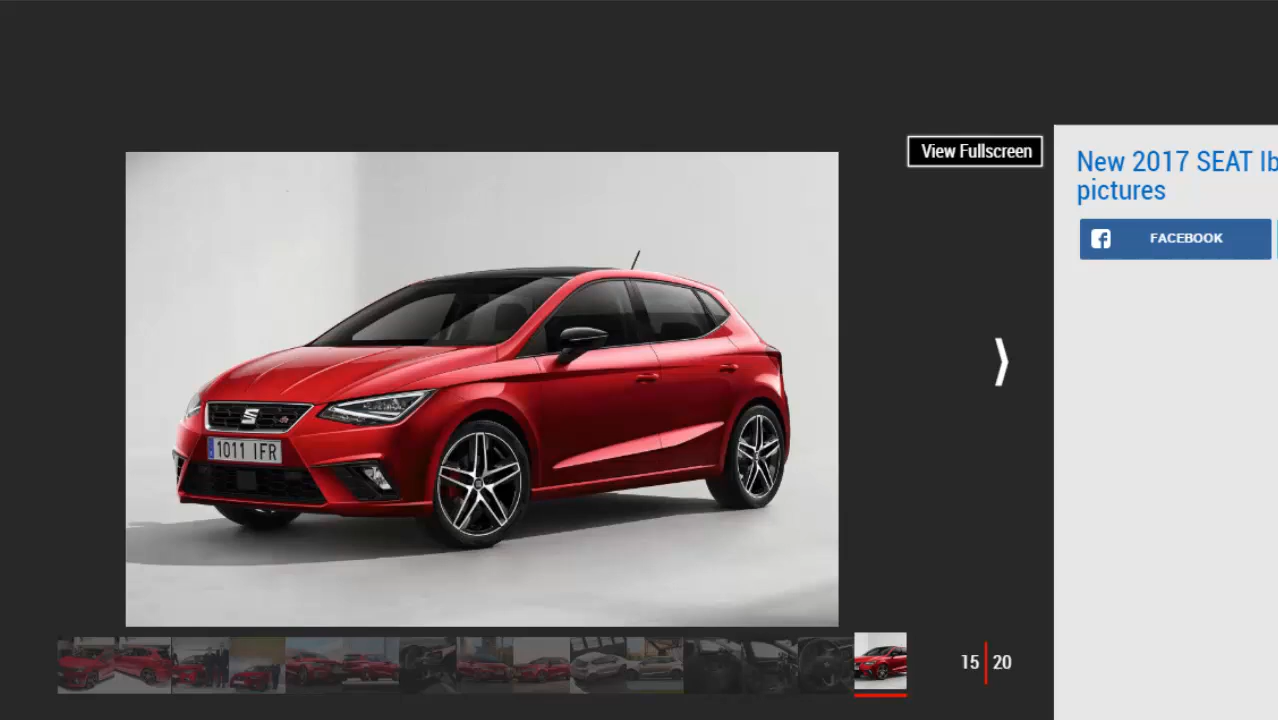 View Fullscreen
New 2017 SEAT Ib
pictures
FACEBOOK
1011 IFR
15 20